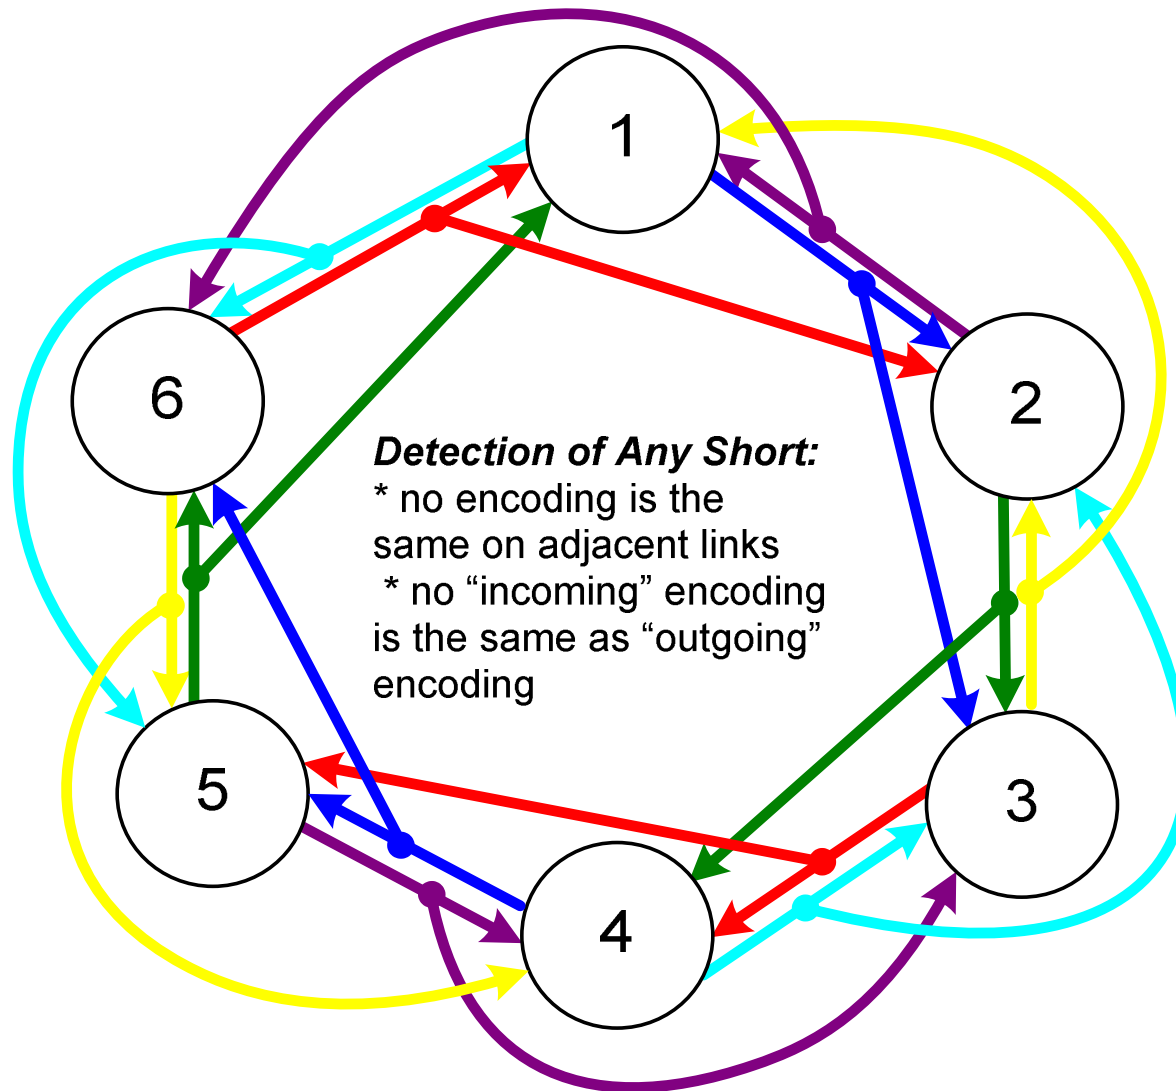 1
6
2
Detection of Any Short:
* no encoding is the
same on adjacent links
* no “incoming” encoding
is the same as “outgoing”
encoding
5
3
4